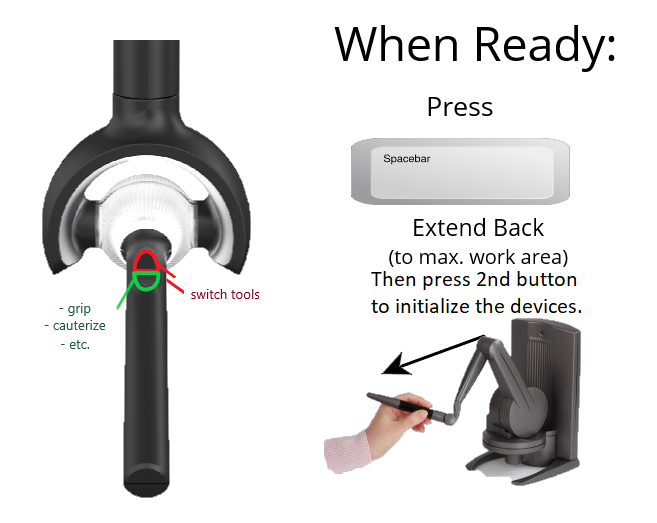 When Ready:
Press
Spacebar
Extend Back
(to max. work area)
Then press 2nd button
to initialize the devices.
switch tools
- grip
- cauterize
- etc.